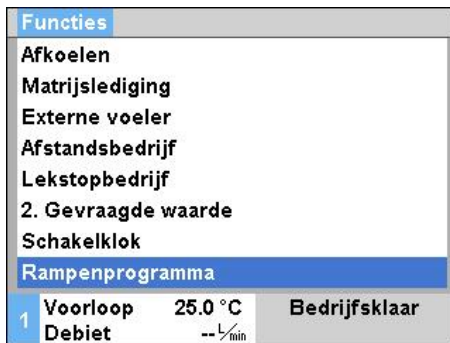 Functies
Afkoelen
Matrijslediging
Externe voeler
Afstandsbedrijf
Lekstopbedrijf
2. Gevraagde waarde
Schakelklok
Rampenprogramma
1 Voorloop 25.0 °C Bedrijfsklaar
Debiet -- L/min